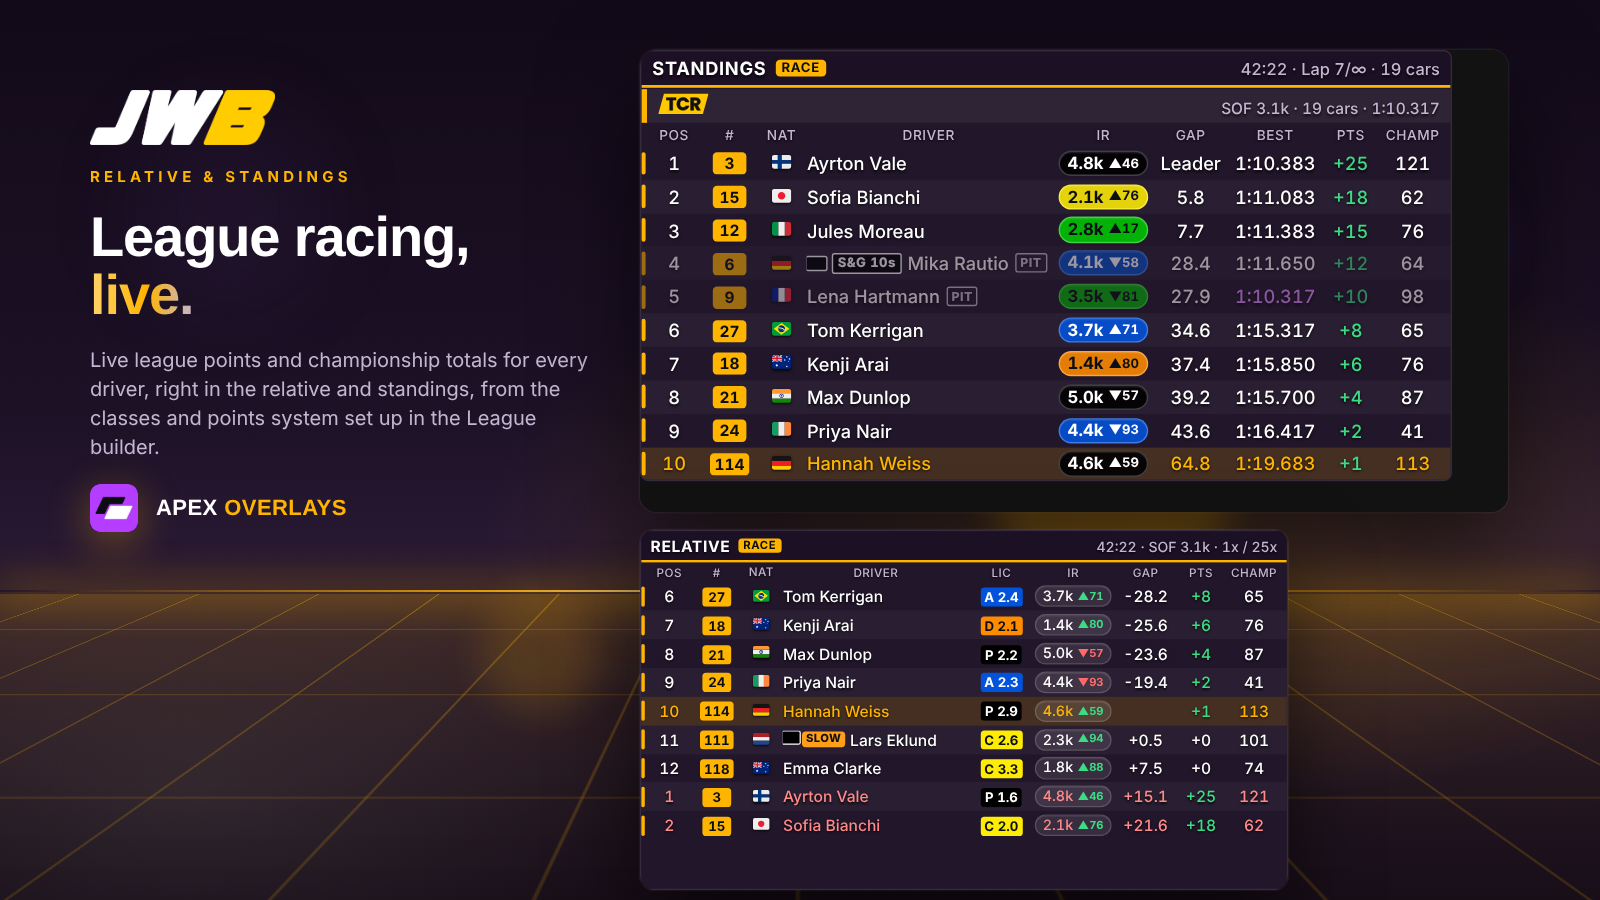 JWB
RELATIVE & STANDINGS
League racing,
live.
Live league points and championship totals for every
driver, right in the relative and standings, from the
classes and points system set up in the League
builder.
APEX OVERLAYS
STANDINGS RACE 42:22 · Lap 7/∞ · 19 cars
TCR SOF 3.1k · 19 cars · 1:10.317
POS # NAT DRIVER IR GAP BEST PTS CHAMP
1 3 Ayrton Vale 4.8k ▲46 Leader 1:10.383 +25 121
2 15 Sofia Bianchi 2.1k ▲76 5.8 1:11.083 +18 62
3 12 Jules Moreau 2.8k ▲17 7.7 1:11.383 +15 76
4 6 S&G 10s Mika Rautio PIT 4.1k ▼58 28.4 1:11.650 +12 64
5 9 Lena Hartmann PIT 3.5k ▼81 27.9 1:10.317 +10 98
6 27 Tom Kerrigan 3.7k ▲71 34.6 1:15.317 +8 65
7 18 Kenji Arai 1.4k ▲80 37.4 1:15.850 +6 76
8 21 Max Dunlop 5.0k ▼57 39.2 1:15.700 +4 87
9 24 Priya Nair 4.4k ▼93 43.6 1:16.417 +2 41
10 114 Hannah Weiss 4.6k ▲59 64.8 1:19.683 +1 113
RELATIVE RACE 42:22 · SOF 3.1k · 1x / 25x
POS # NAT DRIVER LIC IR GAP PTS CHAMP
6 27 Tom Kerrigan A 2.4 3.7k ▲71 -28.2 +8 65
7 18 Kenji Arai D 2.1 1.4k ▲80 -25.6 +6 76
8 21 Max Dunlop P 2.2 5.0k ▼57 -23.6 +4 87
9 24 Priya Nair A 2.3 4.4k ▼93 -19.4 +2 41
10 114 Hannah Weiss P 2.9 4.6k ▲59 +1 113
11 111 SLOW Lars Eklund C 2.6 2.3k ▲94 +0.5 +0 101
12 118 Emma Clarke C 3.3 1.8k ▲88 +7.5 +0 74
1 3 Ayrton Vale P 1.6 4.8k ▲46 +15.1 +25 121
2 15 Sofia Bianchi C 2.0 2.1k ▲76 +21.6 +18 62